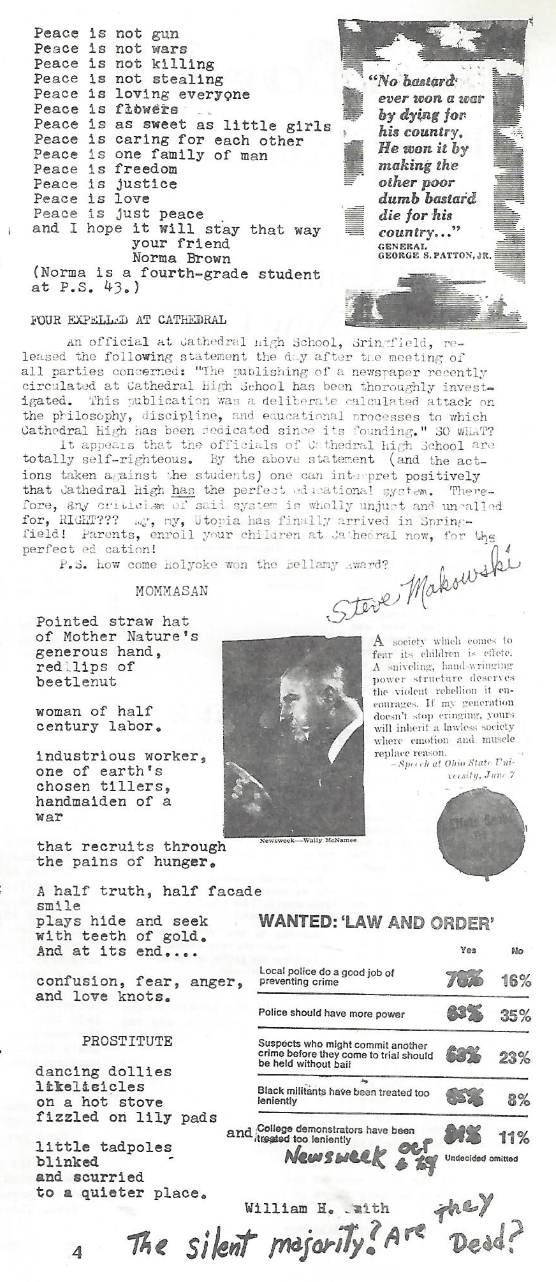 Peace is not gun
Peace is not wars
Peace is not killing
Peace is not stealing
Peace is loving everyone
Peace is flowers
Peace is as sweet as little girls
Peace is caring for each other
Peace is one family of man
Peace is freedom
Peace is justice
Peace is love
Peace is just peace
and I hope it will stay that way
your friend
Norma Brown
(Norma is a fourth-grade student
at P.S. 43.)
“No bastard
ever won a war
by dying for
his country.
He won it by
making the
other poor
dumb bastard
die for his
country...”
GENERAL
GEORGE S. PATTON, JR.
FOUR EXPELLED AT CATHEDRAL
An official at Cathedral High School, Sringfield, re-
leased the following statement the day after the meeting of
all parties concerned: "The publishing of a newspaper recently
circulated at Cathedral High School has been thoroughly invest-
igated. This publication was a deliberate calculated attack on
the philosophy, discipline, and educational processes to which
Cathedral High has been dedicated since its founding." SO WHAT?
It appears that the officials of Cathedral High School are
totally self-righteous. By the above statement (and the act-
ions taken against the students) one can interpret positively
that Cathedral High has the perfect educational system. There-
fore, any criticism of said system is wholly unjust and uncalled
for, RIGHT??? My, my, Utopia has finally arrived in Spring-
field! Parents, enroll your children at Cathedral now, for the
perfect ed cation!
P.S. how come Holyoke won the Bellamy Award?
Steve Makowski
MOMMASAN
Pointed straw hat
of Mother Nature's
generous hand,
red lips of
beetlenut
woman of half
century labor.
industrious worker,
one of earth's
chosen tillers,
handmaiden of a
war
that recruits through
the pains of hunger.
A half truth, half facade
smile
plays hide and seek
with teeth of gold.
And at its end....
confusion, fear, anger,
and love knots.
Newsweek—Wally McNamee
A society which comes to
fear its children is effete.
A sniveling, hand-wringing
power structure deserves
the violent rebellion it en-
courages. If my generation
doesn't stop cringing, yours
will inherit a lawless society
where emotion and muscle
replace reason.
—Speech at Ohio State Uni-
versity, June 7
WANTED: 'LAW AND ORDER'
Yes No
Local police do a good job of
preventing crime 78% 16%
Police should have more power 63% 35%
Suspects who might commit another
crime before they come to trial should
be held without bail 68% 23%
Black militants have been treated too
leniently 85% 8%
and College demonstrators have been
treated too leniently 84% 11%
Newsweek Oct
6 '69
Undecided omitted
PROSTITUTE
dancing dollies
on a hot stove
fizzled on lily pads
little tadpoles
blinked
and scurried
to a quieter place.
William H. mith
The silent majority? Are they
Dead?
4